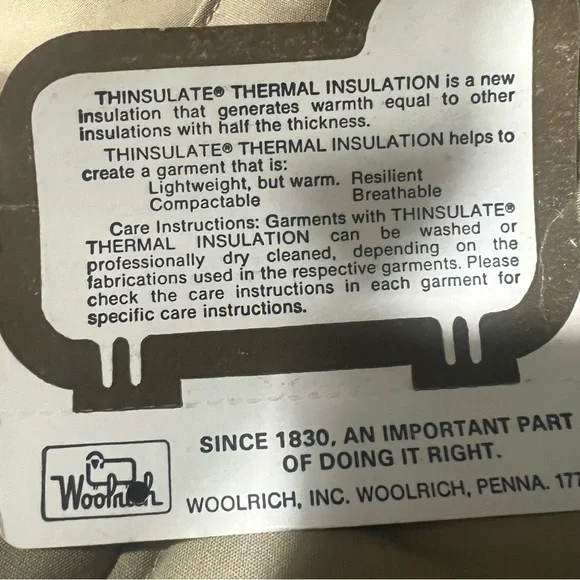 THINSULATE® THERMAL INSULATION is a new
insulation that generates warmth equal to other
insulations with half the thickness.
THINSULATE® THERMAL INSULATION helps to
create a garment that is:
Lightweight, but warm. Resilient
Compactable Breathable
Care Instructions: Garments with THINSULATE®
THERMAL INSULATION can be washed or
professionally dry cleaned, depending on the
fabrications used in the respective garments. Please
check the care instructions in each garment for
specific care instructions.
SINCE 1830, AN IMPORTANT PART
OF DOING IT RIGHT.
Woolrich
WOOLRICH, INC. WOOLRICH, PENNA. 177